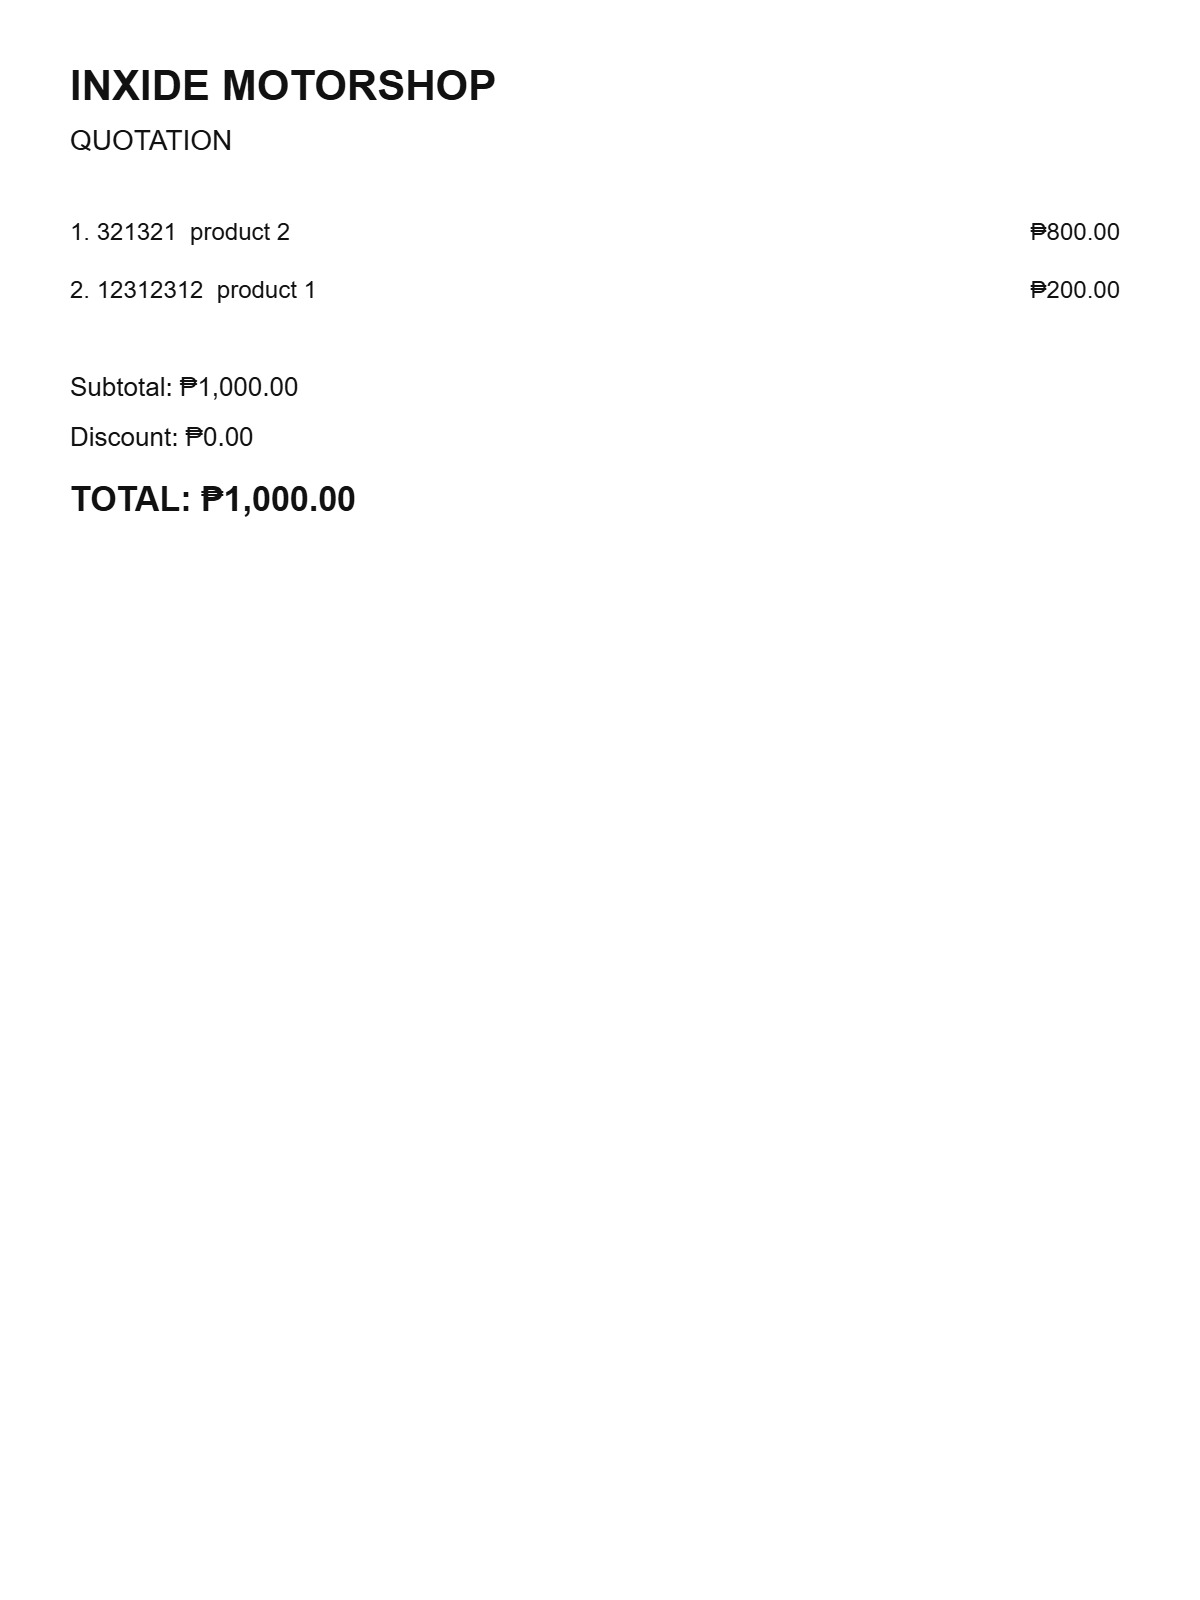 INXIDE MOTORSHOP
QUOTATION
1. 321321  product 2 ₱800.00
2. 12312312  product 1 ₱200.00
Subtotal: ₱1,000.00
Discount: ₱0.00
TOTAL: ₱1,000.00